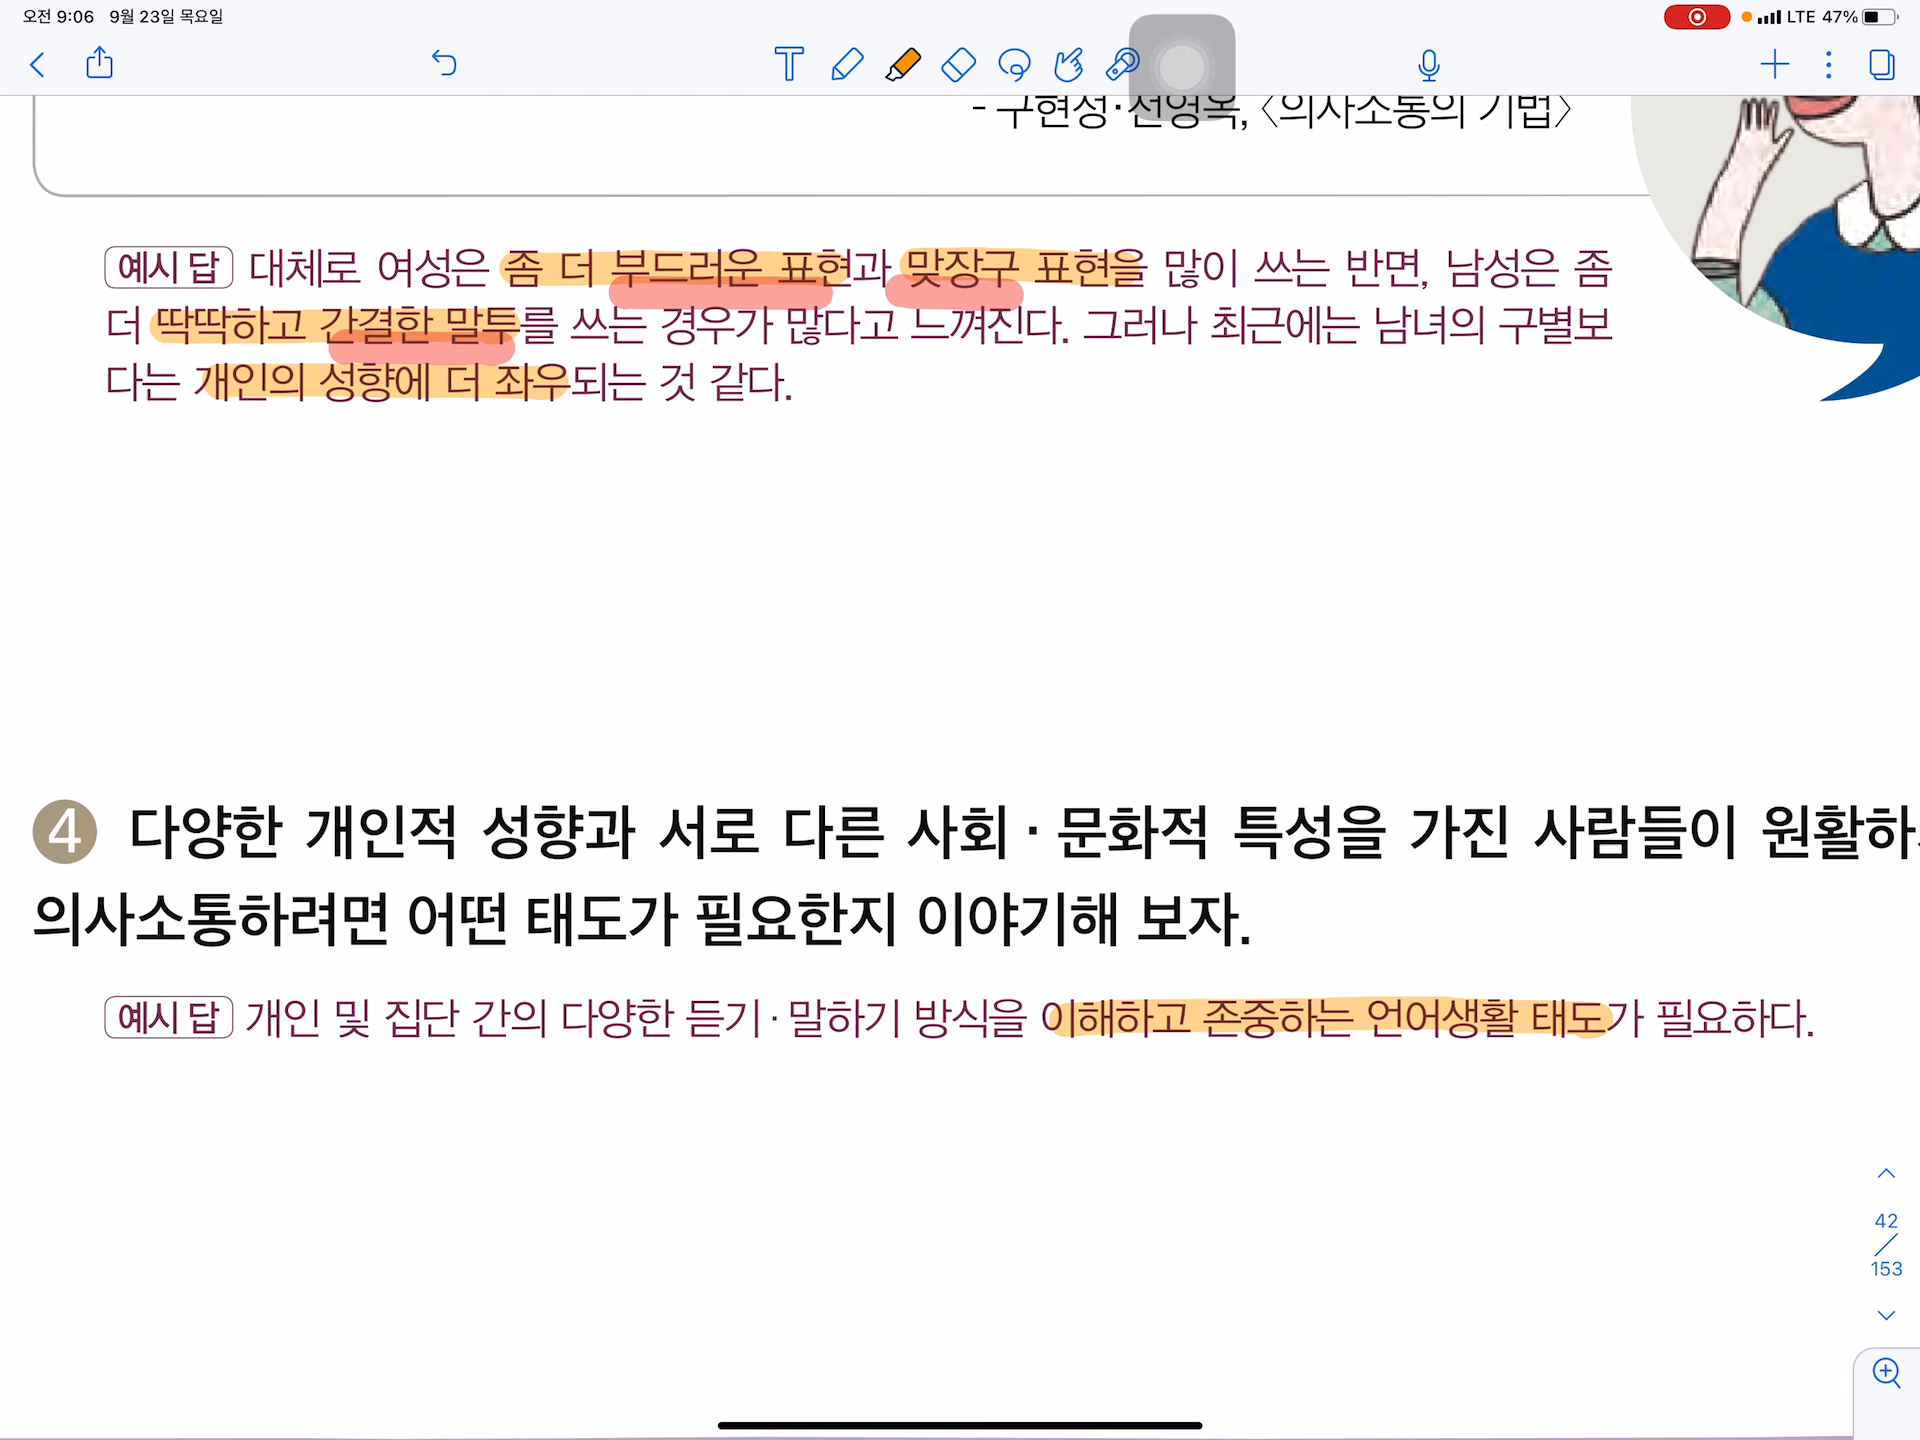 오전 9:06 9월 23일 목요일
LTE 47%
〈의사소통의 기법〉
예시 답 대체로 여성은 좀 더 부드러운 표현과 맞장구 표현을 많이 쓰는 반면, 남성은 좀
더 딱딱하고 간결한 말투를 쓰는 경우가 많다고 느껴진다. 그러나 최근에는 남녀의 구별보
다는 개인의 성향에 더 좌우되는 것 같다.
4 다양한 개인적 성향과 서로 다른 사회·문화적 특성을 가진 사람들이 원활하
의사소통하려면 어떤 태도가 필요한지 이야기해 보자.
예시 답 개인 및 집단 간의 다양한 듣기·말하기 방식을 이해하고 존중하는 언어생활 태도가 필요하다.
42
/
153